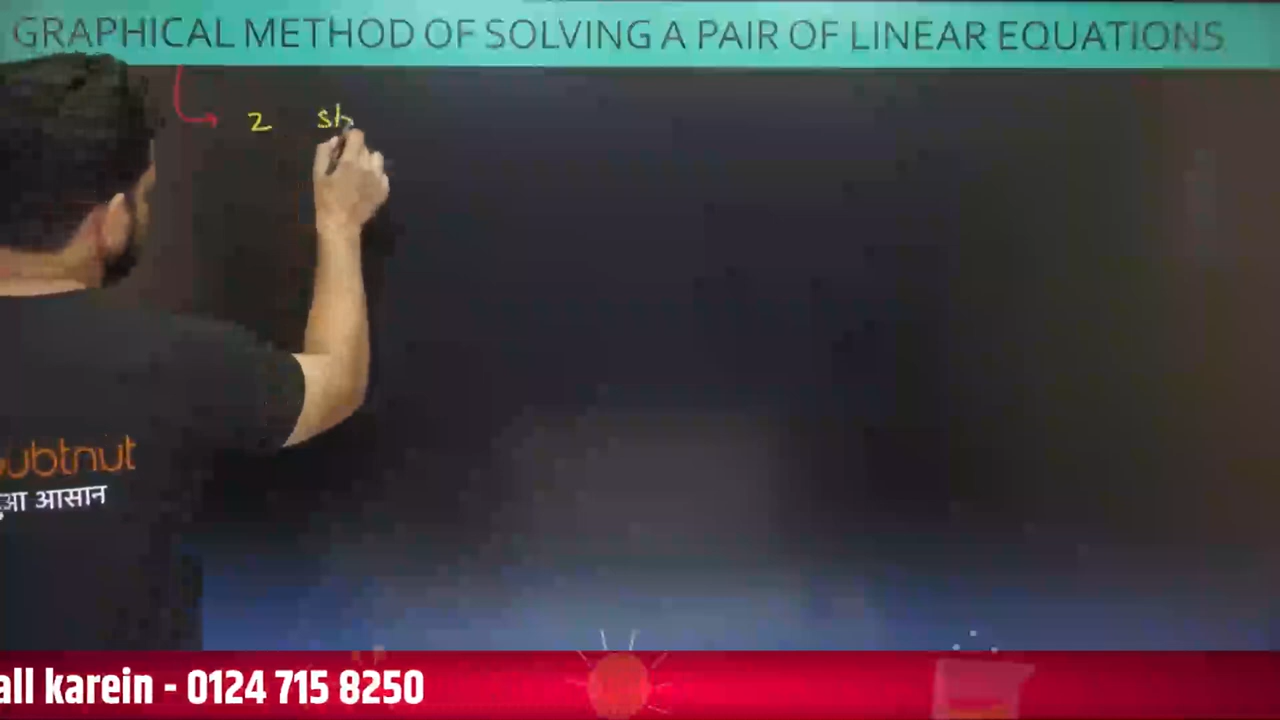 GRAPHICAL METHOD OF SOLVING A PAIR OF LINEAR EQUATIONS
2
ubtnut
आसान
all karein - 0124 715 8250